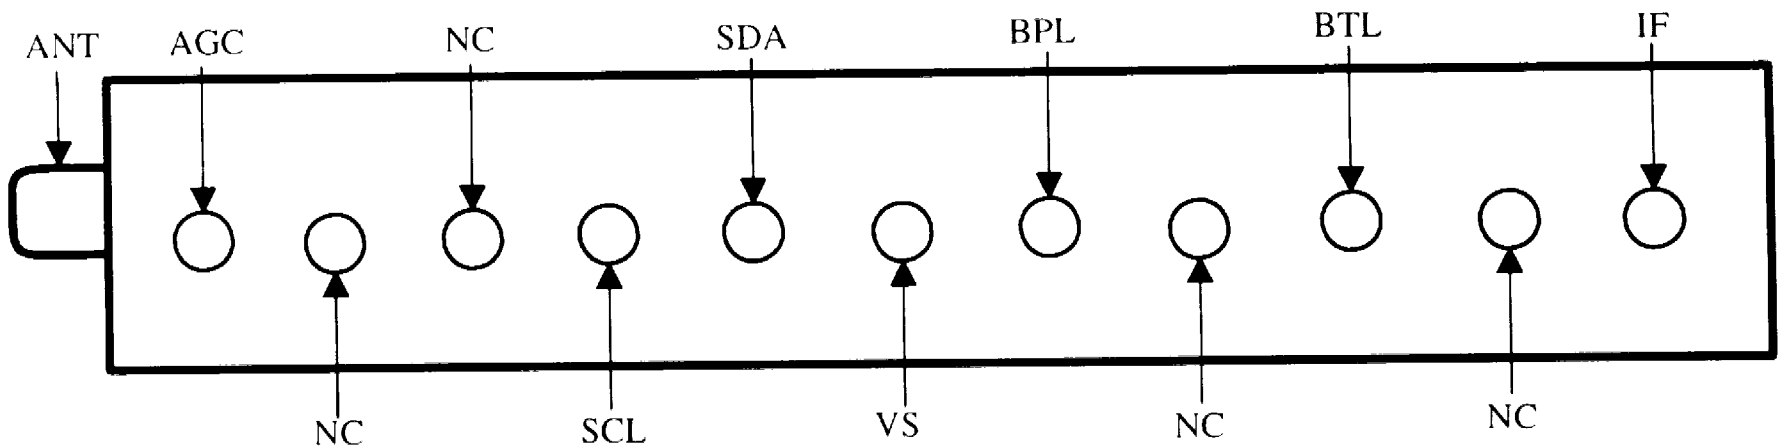 ANT AGC NC SDA BPL BTL IF
NC SCL VS NC NC